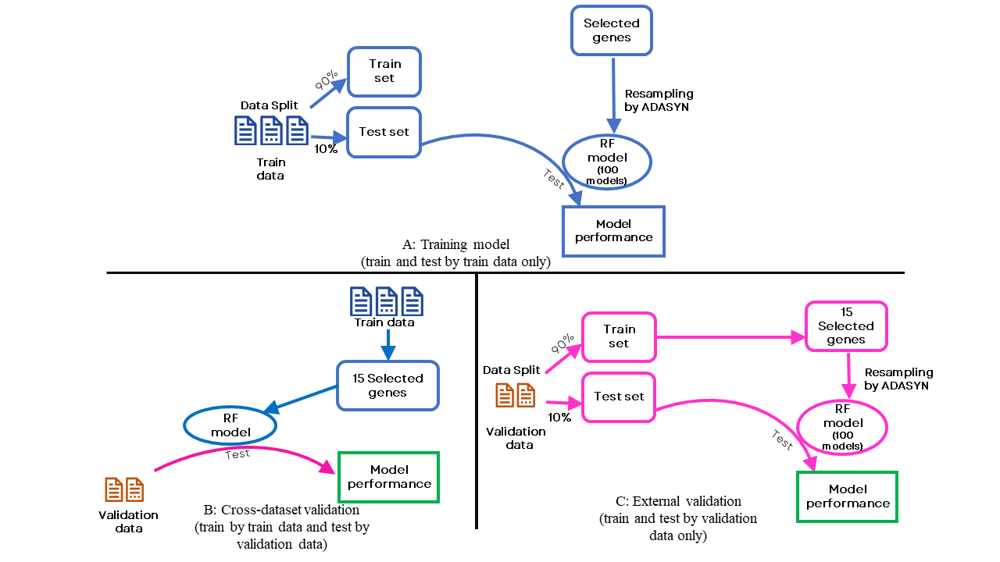 Selected
genes
Train
set
90%
Data Split
Resampling
by ADASYN
Test set
10%
Train
data
RF
model
(100
models)
Test
Model
performance
A: Training model
(train and test by train data only)
Train data
15 Selected
genes
RF
model
Test
Model
performance
Validation
data
B: Cross-dataset validation
(train by train data and test by
validation data)
15
Selected
genes
Train
set
90%
Data Split
Resampling
by ADASYN
Test set
10%
Validation
data
RF
model
(100
models)
Test
Model
performance
C: External validation
(train and test by validation
data only)